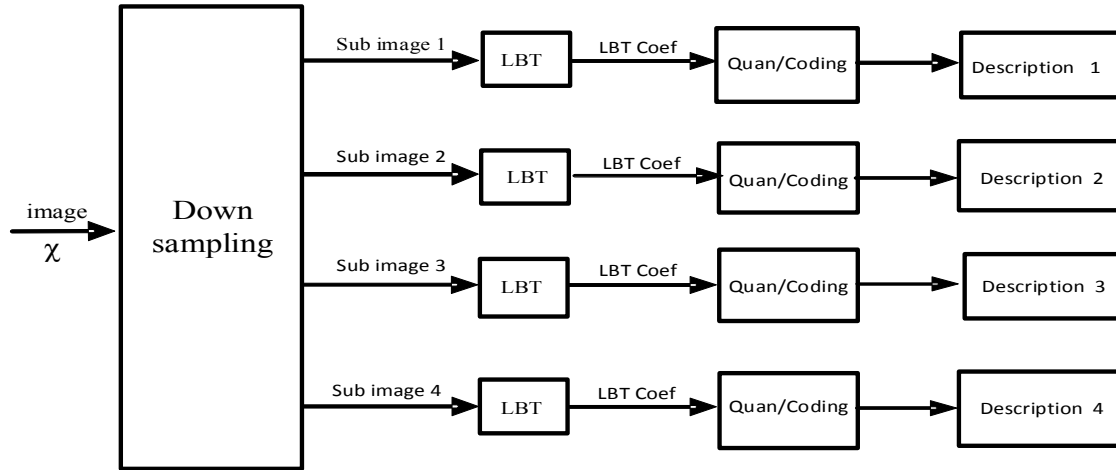 Sub image 1
LBT
LBT Coef
Quan/Coding
Description 1
Sub image 2
LBT
LBT Coef
Quan/Coding
Description 2
image
χ
Down
sampling
Sub image 3
LBT
LBT Coef
Quan/Coding
Description 3
Sub image 4
LBT
LBT Coef
Quan/Coding
Description 4